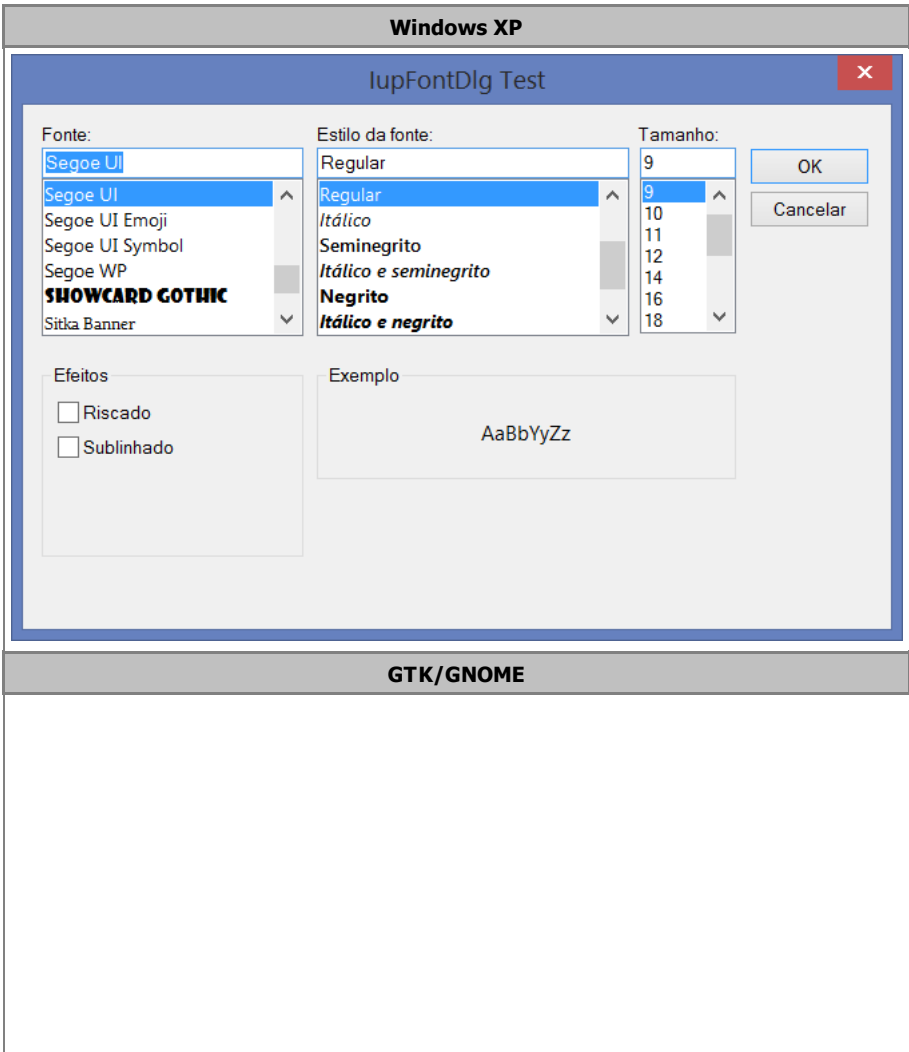 Windows XP
IupFontDlg Test
Fonte:
Segoe UI
Segoe UI
Segoe UI Emoji
Segoe UI Symbol
Segoe WP
SHOWCARD GOTHIC
Sitka Banner
Estilo da fonte:
Regular
Regular
Itálico
Seminegrito
Itálico e seminegrito
Negrito
Itálico e negrito
Tamanho:
9
9
10
11
12
14
16
18
OK
Cancelar
Efeitos
Riscado
Sublinhado
Exemplo
AaBbYyZz
GTK/GNOME